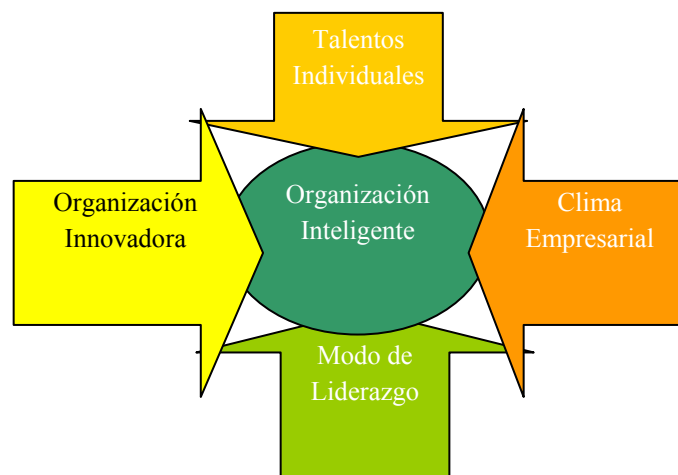 Talentos
Individuales
Organización
Innovadora
Organización
Inteligente
Clima
Empresarial
Modo de
Liderazgo